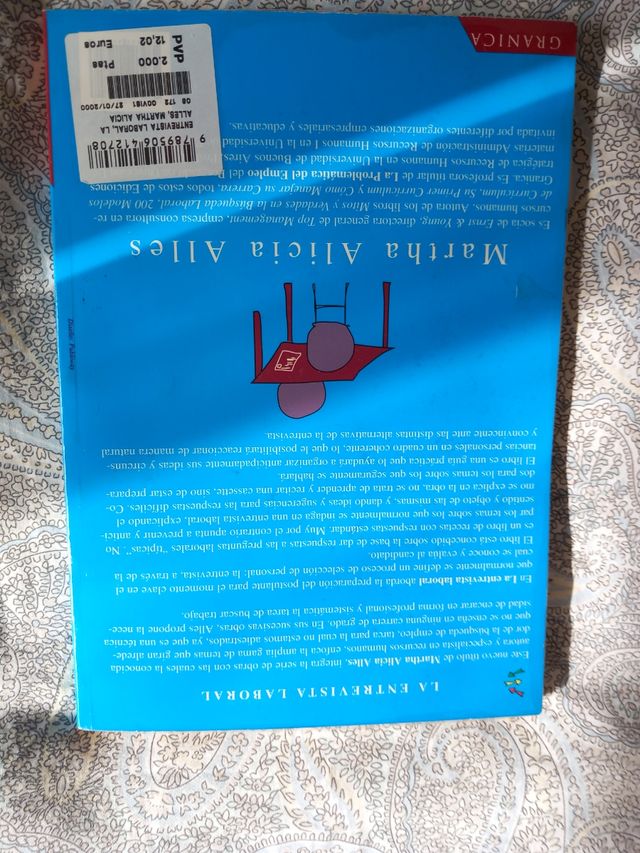 LA ENTREVISTA LABORAL
Este nuevo título de Martha Alicia Alles, integra la serie de obras con las cuales la conocida
autora y especialista en recursos humanos, enfoca la amplia gama de temas que giran alrede-
dor de la búsqueda de empleo, tarea para la cual no estamos adiestrados, ya que es una técnica
que no se enseña en ninguna carrera de grado. En sus sucesivas obras, Alles propone la nece-
sidad de encarar en forma profesional y sistemática la tarea de buscar trabajo.
En La entrevista laboral aborda la preparación del postulante para el momento clave en el
que normalmente se define un proceso de selección de personal: la entrevista, a través de la
cual se conoce y evalúa al candidato.
El libro está concebido sobre la base de dar respuestas a las preguntas laborales "típicas". No
es un libro de recetas con respuestas estándar. Muy por el contrario apunta a prevenir y antici-
par los temas sobre los que normalmente se indaga en una entrevista laboral, explicando el
sentido y objeto de las mismas, y dando ideas y sugerencias para las respuestas difíciles. Co-
mo se explica en la obra, no se trata de aprender y recitar una cassette, sino de estar prepara-
dos para los temas sobre los que seguramente se hablará.
El libro es una guía práctica que lo ayudará a organizar anticipadamente sus ideas y circuns-
tancias personales en un cuadro coherente, lo que le posibilitará reaccionar de manera natural
y convincente ante las distintas alternativas de la entrevista.
Martha Alicia Alles
Es socia de Ernst & Young, directora general de Top Management, empresa consultora en re-
cursos humanos. Autora de los libros Mitos y Verdades en la Búsqueda Laboral, 200 Modelos
de Curriculum, Su Primer Curriculum y Cómo Manejar su Carrera, todos estos de Ediciones
Granica. Es profesora titular de La Problemática del Empleo del
tratégica de Recursos Humanos en la Universidad de Buenos Aires
materias Administración de Recursos Humanos I en la Universidad
invitada por diferentes organizaciones empresariales y educativas.
GRANICA
9 789506 412708
ENTREVISTA LABORAL, LA
ALLES, MARTHA ALICIA
08 172 00V181 27/01/2000
PVP
Ptas 2.000
Euros 12,02